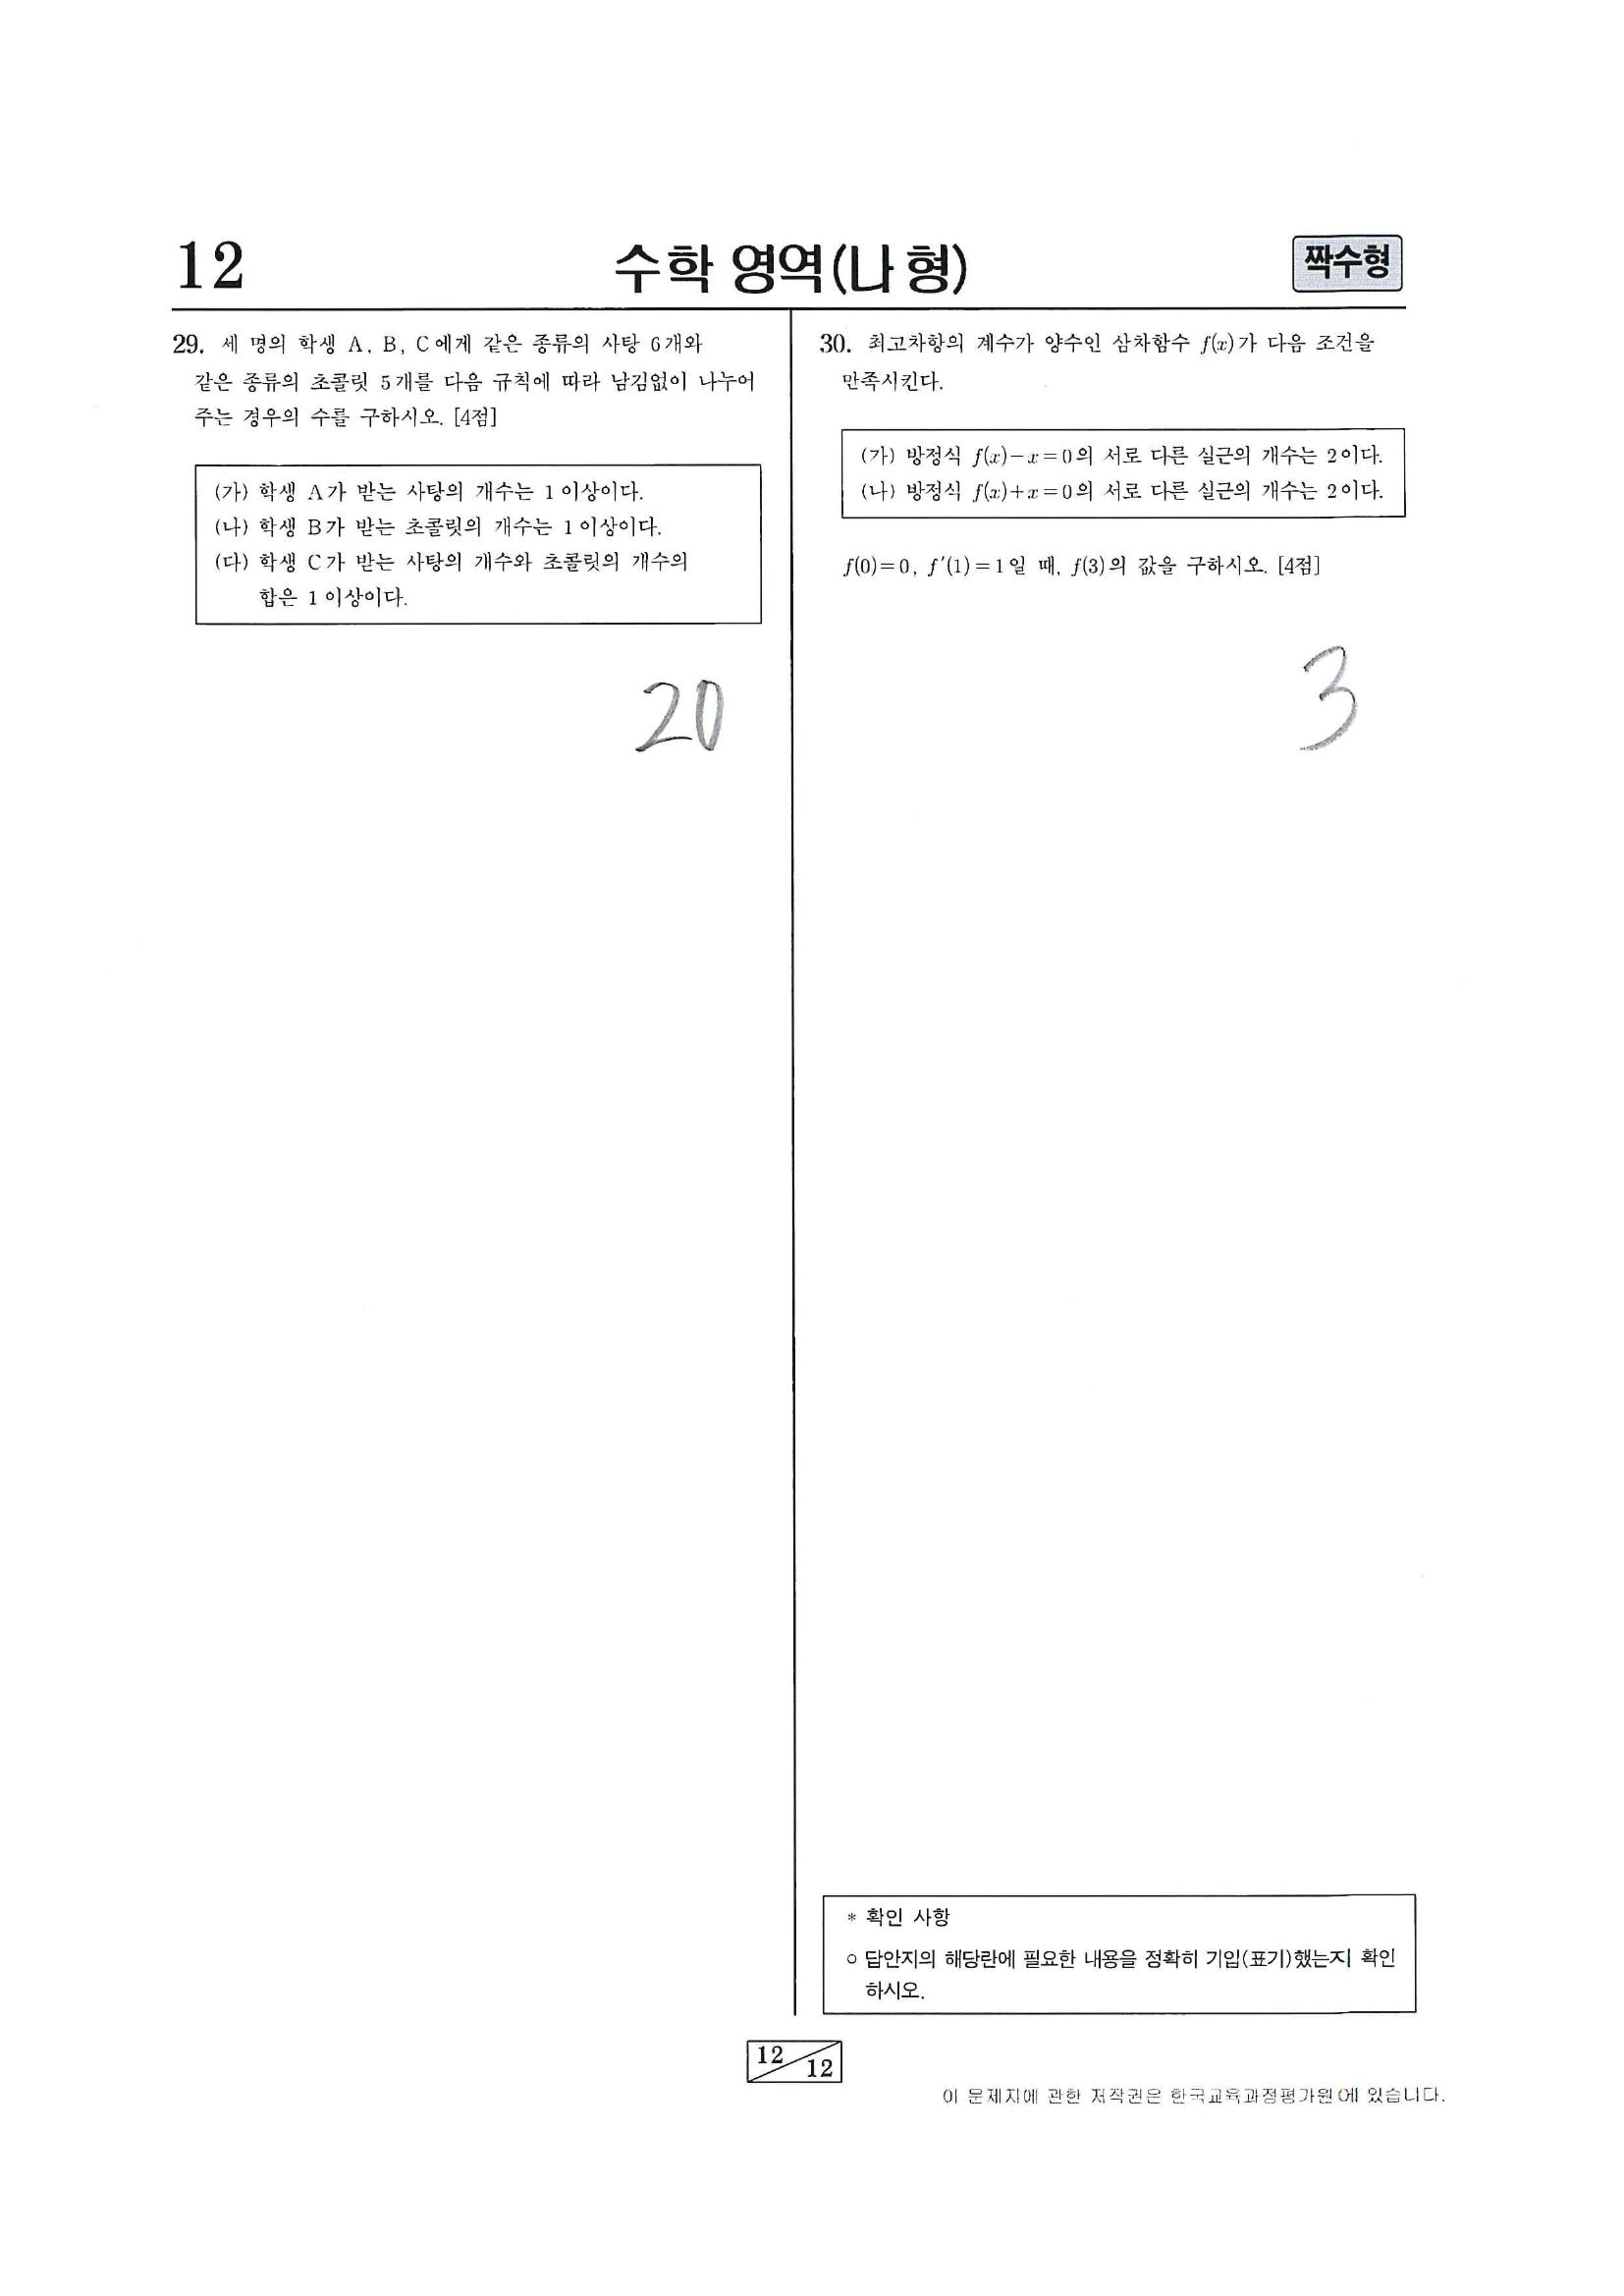 12
수학 영역(나형)
짝수형
29. 세 명의 학생 A, B, C에게 같은 종류의 사탕 6개와
같은 종류의 초콜릿 5개를 다음 규칙에 따라 남김없이 나누어
주는 경우의 수를 구하시오. [4점]
(가) 학생 A가 받는 사탕의 개수는 1이상이다.
(나) 학생 B가 받는 초콜릿의 개수는 1이상이다.
(다) 학생 C가 받는 사탕의 개수와 초콜릿의 개수의
합은 1이상이다.
20
30. 최고차항의 계수가 양수인 삼차함수 f(x)가 다음 조건을
만족시킨다.
(가) 방정식 f(x)-x=0의 서로 다른 실근의 개수는 2이다.
(나) 방정식 f(x)+x=0의 서로 다른 실근의 개수는 2이다.
f(0)=0, f′(1)=1일 때, f(3)의 값을 구하시오. [4점]
3
* 확인 사항
○ 답안지의 해당란에 필요한 내용을 정확히 기입(표기)했는지 확인
하시오.
12/12
이 문제지에 관한 저작권은 한국교육과정평가원에 있습니다.